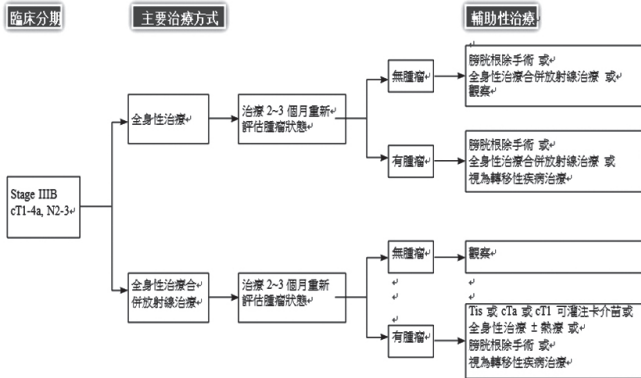 臨床分期
主要治療方式
輔助性治療
無腫瘤
膀胱根除手術 或
全身性治療合併放射線治療 或
觀察
全身性治療
治療 2~3 個月重新
評估腫瘤狀態
有腫瘤
膀胱根除手術 或
全身性治療合併放射線治療 或
視為轉移性疾病治療
Stage IIIB
cT1-4a, N2-3
無腫瘤
觀察
全身性治療合
併放射線治療
治療 2~3 個月重新
評估腫瘤狀態
有腫瘤
Tis 或 cTa 或 cT1 可灌注卡介苗或
全身性治療 ± 熱療 或
膀胱根除手術 或
視為轉移性疾病治療